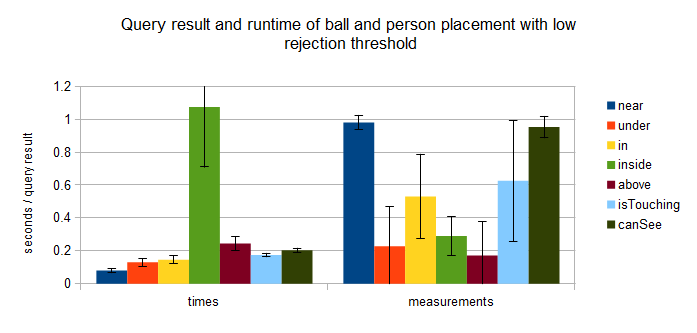 Query result and runtime of ball and person placement with low
rejection threshold
seconds / query result
1.2
1
0.8
0.6
0.4
0.2
0
times
measurements
near
under
in
inside
above
isTouching
canSee